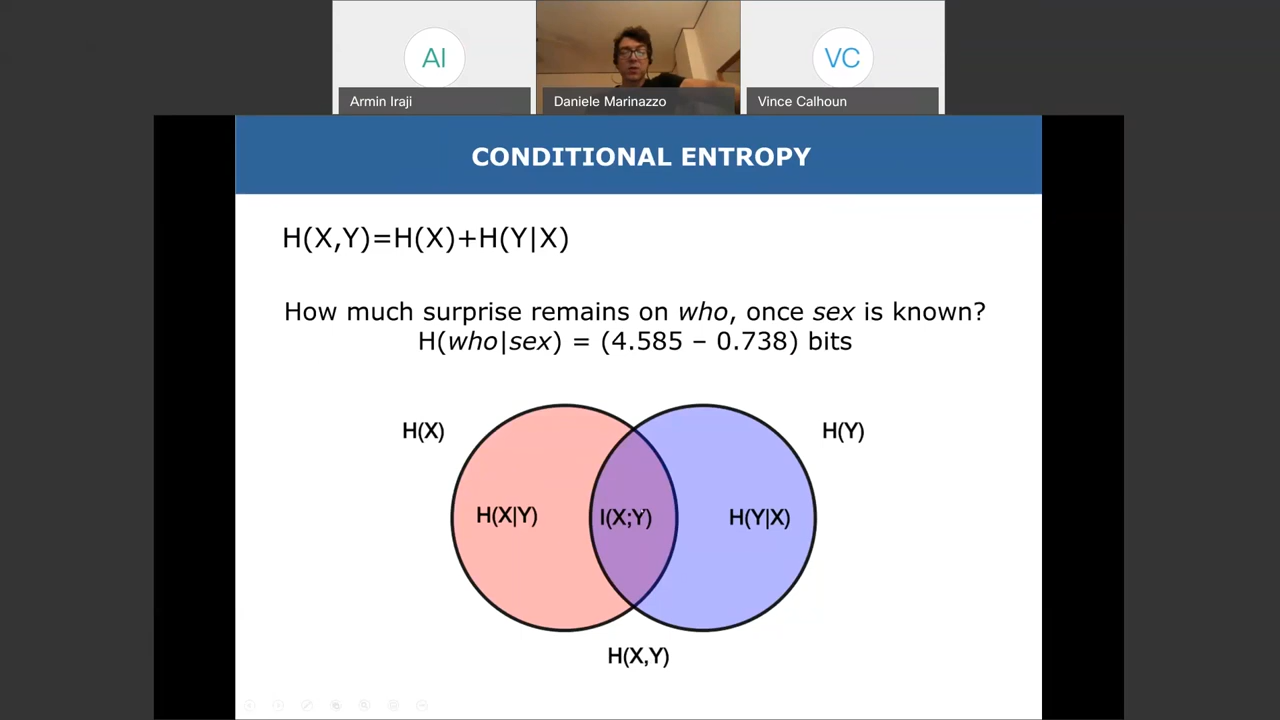 AI
VC
Armin Iraji
Daniele Marinazzo
Vince Calhoun
CONDITIONAL ENTROPY
H(X,Y)=H(X)+H(Y|X)
How much surprise remains on who, once sex is known?
H(who|sex) = (4.585 – 0.738) bits
H(X)
H(Y)
H(X|Y)
I(X;Y)
H(Y|X)
H(X,Y)